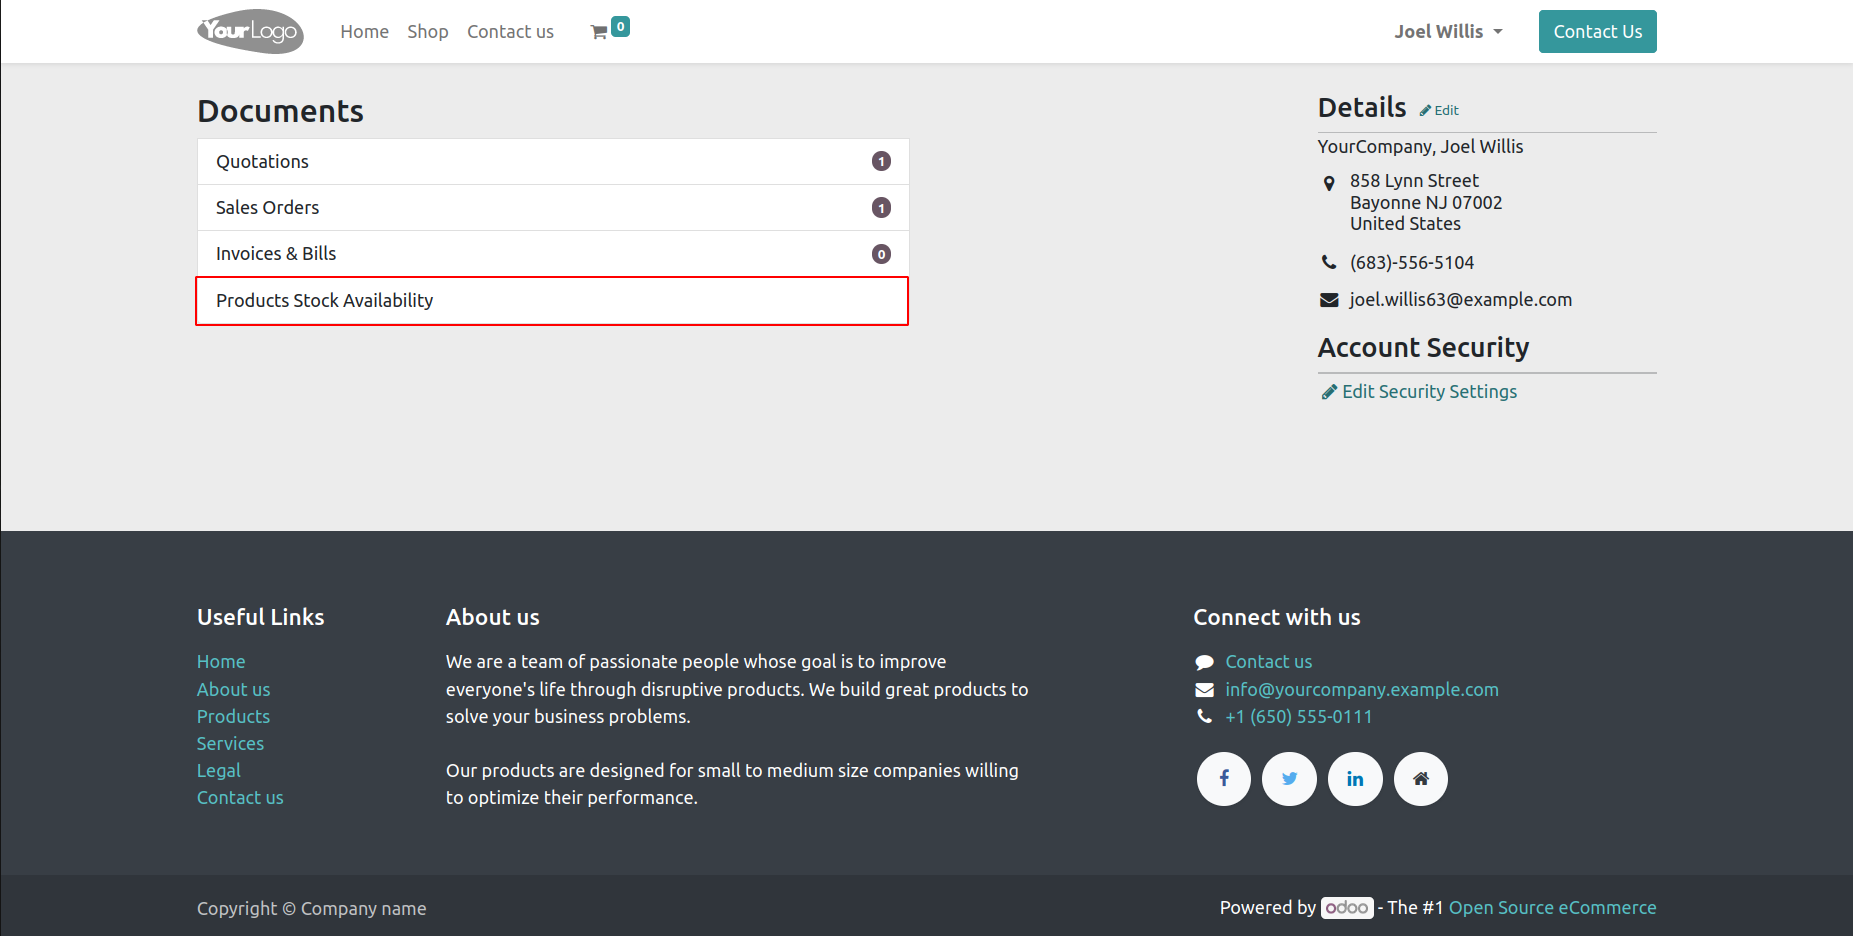 YourLogo
Home
Shop
Contact us
0
Joel Willis
Contact Us
Documents
Quotations 1
Sales Orders 1
Invoices & Bills 0
Products Stock Availability
Details
Edit
YourCompany, Joel Willis
858 Lynn Street
Bayonne NJ 07002
United States
(683)-556-5104
joel.willis63@example.com
Account Security
Edit Security Settings
Useful Links
Home
About us
Products
Services
Legal
Contact us
About us
We are a team of passionate people whose goal is to improve
everyone's life through disruptive products. We build great products to
solve your business problems.
Our products are designed for small to medium size companies willing
to optimize their performance.
Connect with us
Contact us
info@yourcompany.example.com
+1 (650) 555-0111
Copyright © Company name
Powered by odoo - The #1 Open Source eCommerce